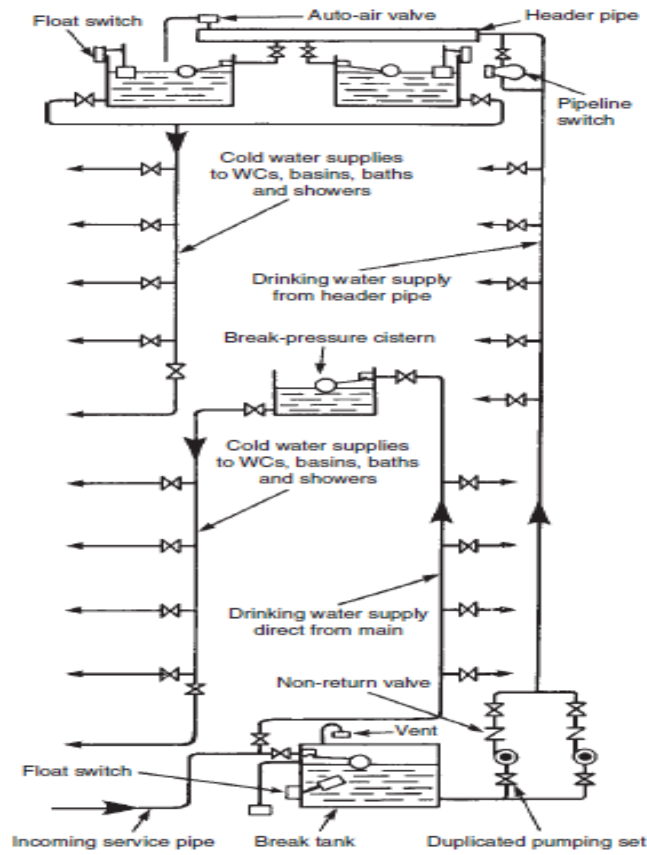 Auto-air valve
Header pipe
Float switch
Pipeline
switch
Cold water supplies
to WCs, basins, baths
and showers
Drinking water supply
from header pipe
Break-pressure cistern
Cold water supplies
to WCs, basins, baths
and showers
Drinking water supply
direct from main
Non-return valve
Vent
Float switch
Incoming service pipe
Break tank
Duplicated pumping set